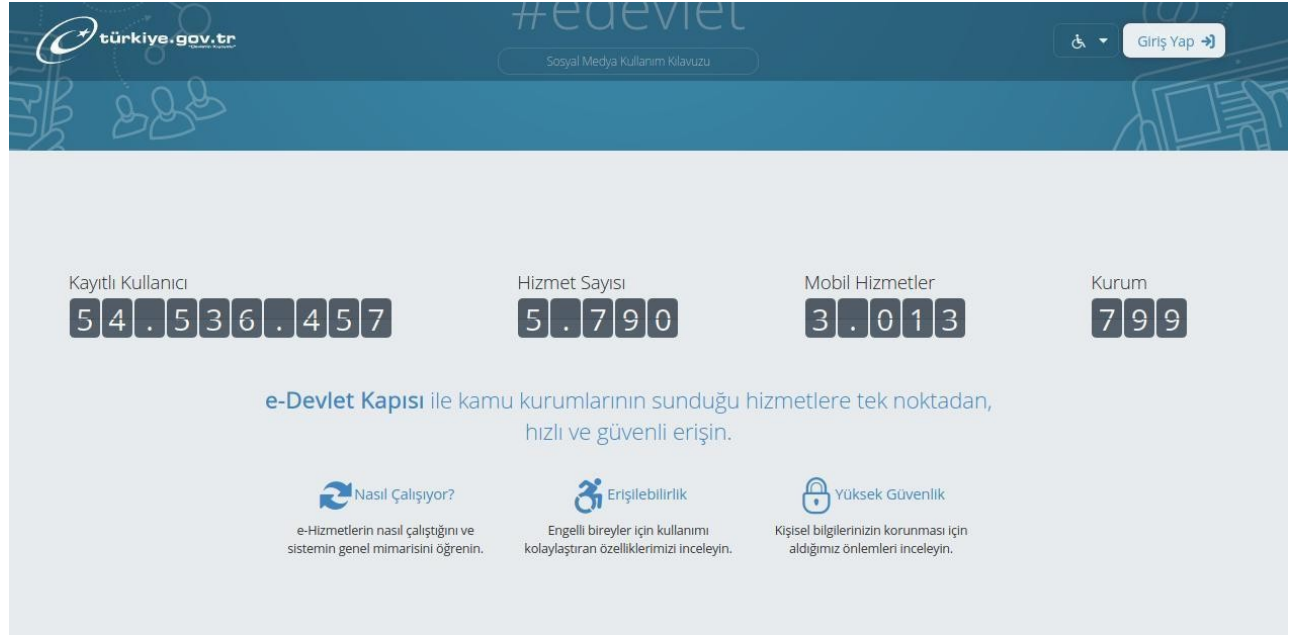 #edevlet
türkiye.gov.tr
Sosyal Medya Kullanım Kılavuzu
Giriş Yap
Kayıtlı Kullanıcı
54.536.457
Hizmet Sayısı
5.790
Mobil Hizmetler
3.013
Kurum
799
e-Devlet Kapısı ile kamu kurumlarının sunduğu hizmetlere tek noktadan,
hızlı ve güvenli erişin.
Nasıl Çalışıyor?
e-Hizmetlerin nasıl çalıştığını ve
sistemin genel mimarisini öğrenin.
Erişilebilirlik
Engelli bireyler için kullanımı
kolaylaştıran özelliklerimizi inceleyin.
Yüksek Güvenlik
Kişisel bilgilerinizin korunması için
aldığımız önlemleri inceleyin.